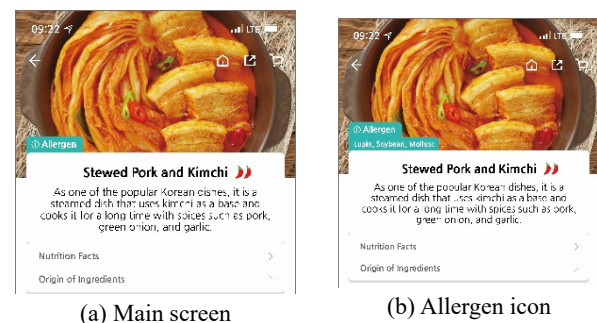 09:22 LTE
Allergen
Stewed Pork and Kimchi
As one of the popular Korean dishes, it is a
steamed dish that uses kimchi as a base and
cooks it for a long time with spices such as pork,
green onion, and garlic.
Nutrition Facts
Origin of Ingredients
(a) Main screen
09:22 LTE
Allergen
Lupin, Soybean, Mollust
Stewed Pork and Kimchi
As one of the popular Korean dishes, it is a
steamed dish that uses kimchi as a base and
cooks it for a long time with spices such as pork,
green onion, and garlic.
Nutrition Facts
Origin of Ingredients
(b) Allergen icon